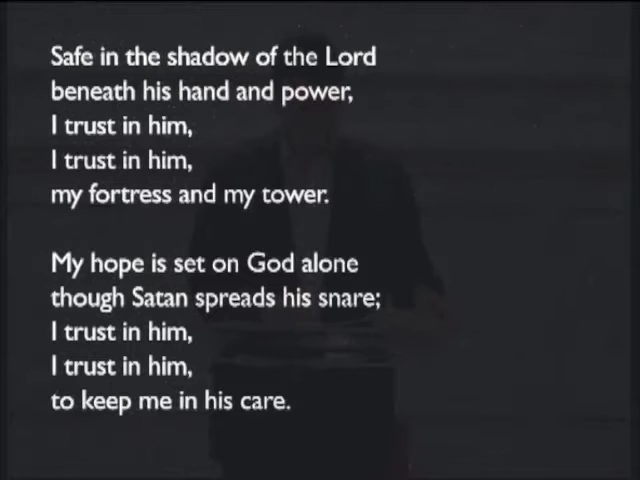 Safe in the shadow of the Lord
beneath his hand and power,
I trust in him,
I trust in him,
my fortress and my tower.
My hope is set on God alone
though Satan spreads his snare;
I trust in him,
I trust in him,
to keep me in his care.